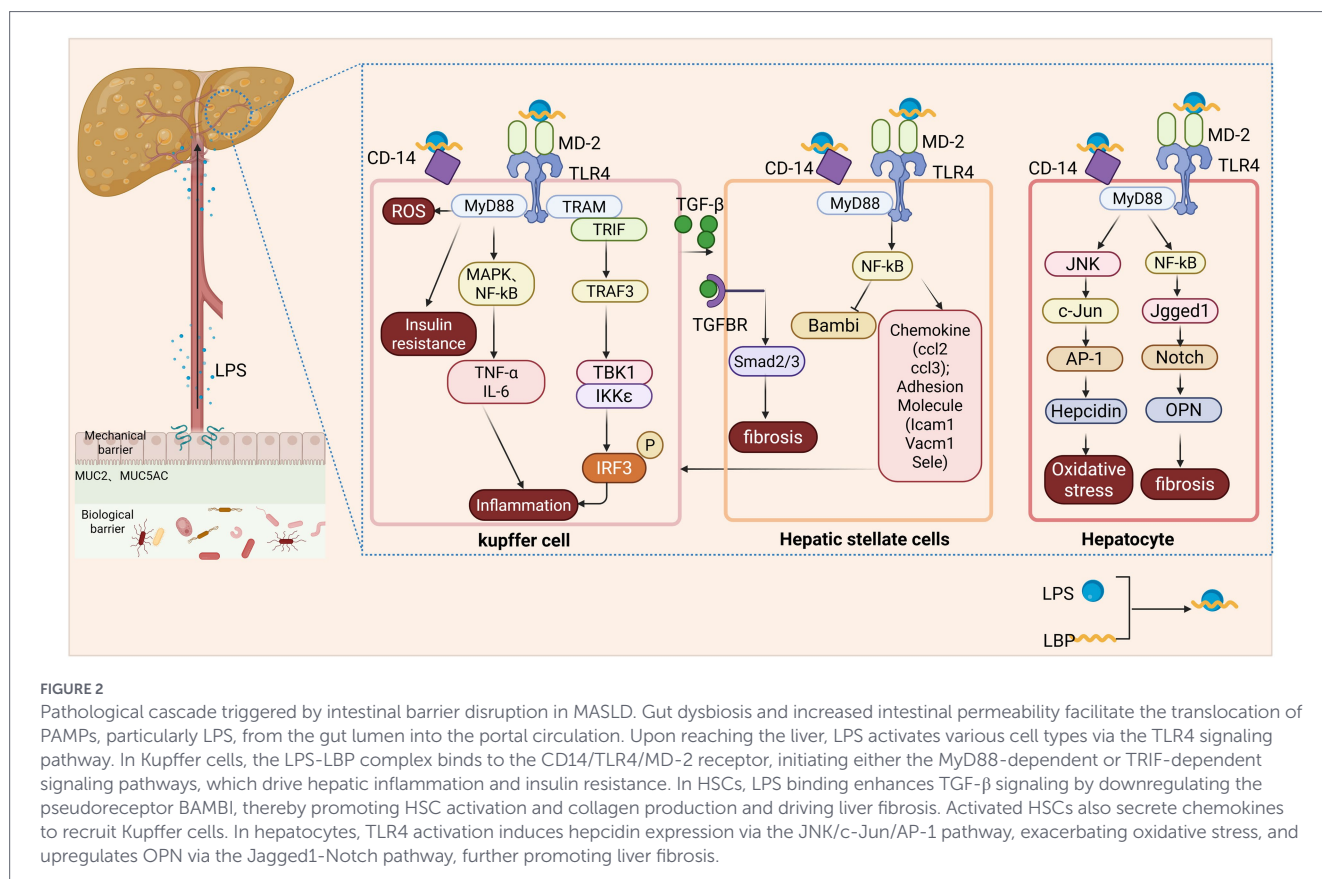 LPS
Mechanical
barrier
MUC2、MUC5AC
Biological
barrier
CD-14
MD-2
TLR4
ROS
MyD88
TRAM
TRIF
MAPK、
NF-kB
TRAF3
Insulin
resistance
TNF-α
IL-6
TBK1
IKKε
P
IRF3
Inflammation
kupffer cell
TGF-β
TGFBR
CD-14
MD-2
TLR4
MyD88
NF-kB
Bambi
Smad2/3
fibrosis
Chemokine
(ccl2
ccl3);
Adhesion
Molecule
(Icam1
Vacm1
Sele)
Hepatic stellate cells
CD-14
MD-2
TLR4
MyD88
JNK
NF-kB
c-Jun
Jgged1
AP-1
Notch
Hepcidin
OPN
Oxidative
stress
fibrosis
Hepatocyte
LPS
LBP
FIGURE 2
Pathological cascade triggered by intestinal barrier disruption in MASLD. Gut dysbiosis and increased intestinal permeability facilitate the translocation of
PAMPs, particularly LPS, from the gut lumen into the portal circulation. Upon reaching the liver, LPS activates various cell types via the TLR4 signaling
pathway. In Kupffer cells, the LPS-LBP complex binds to the CD14/TLR4/MD-2 receptor, initiating either the MyD88-dependent or TRIF-dependent
signaling pathways, which drive hepatic inflammation and insulin resistance. In HSCs, LPS binding enhances TGF-β signaling by downregulating the
pseudoreceptor BAMBI, thereby promoting HSC activation and collagen production and driving liver fibrosis. Activated HSCs also secrete chemokines
to recruit Kupffer cells. In hepatocytes, TLR4 activation induces hepcidin expression via the JNK/c-Jun/AP-1 pathway, exacerbating oxidative stress, and
upregulates OPN via the Jagged1-Notch pathway, further promoting liver fibrosis.